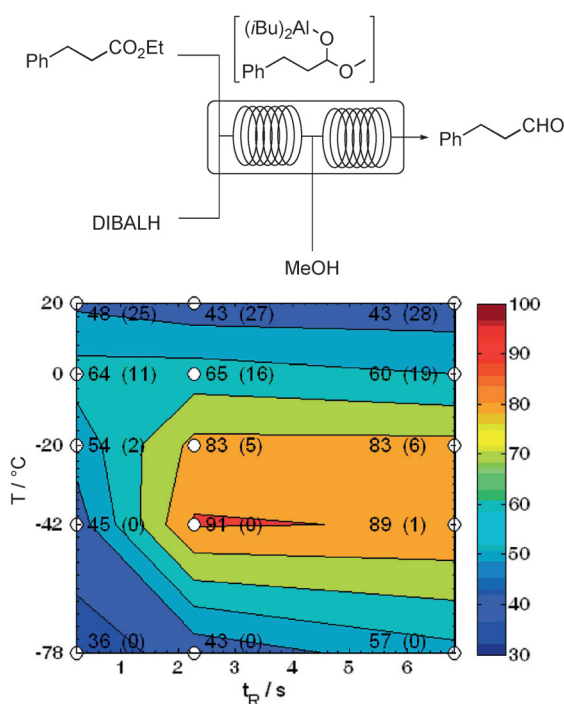 (iBu)₂Al
O
Ph CO₂Et
Ph O
Ph CHO
DIBALH
MeOH
20 48 (25) 43 (27) 43 (28) 100
90
0 64 (11) 65 (16) 60 (19)
80
-20 54 (2) 83 (5) 83 (6)
70
T / °C
60
-42 45 (0) 91 (0) 89 (1)
50
40
-78 36 (0) 43 (0) 57 (0) 30
1 2 3 4 5 6
t_R / s